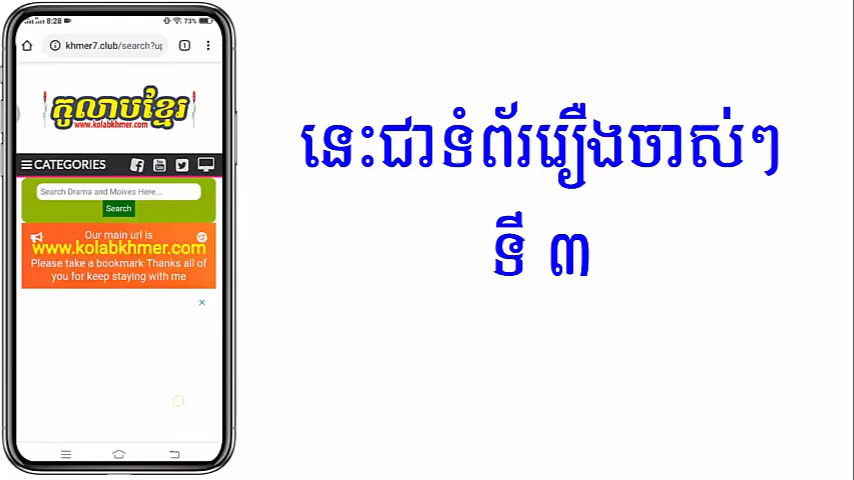 8:28
73%
khmer7.club/search?up
1
កូលាបខ្មែរ
www.kolabkhmer.com
CATEGORIES
Search Drama and Moives Here...
Search
Our main url is
www.kolabkhmer.com
Please take a bookmark Thanks all of
you for keep staying with me
នេះជាទំព័ររឿងចាស់ៗ
ទី ៣